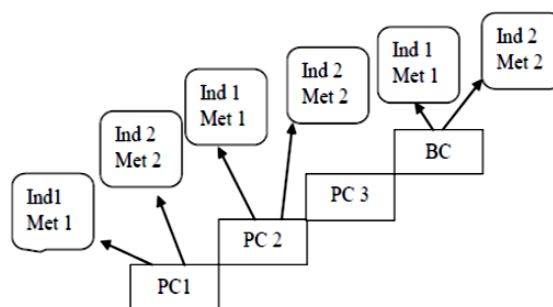 Ind 1
Met 1
Ind 2
Met 2
Ind 2
Met 2
Ind 1
Met 1
Ind 2
Met 2
Ind1
Met 1
BC
PC 3
PC 2
PC1